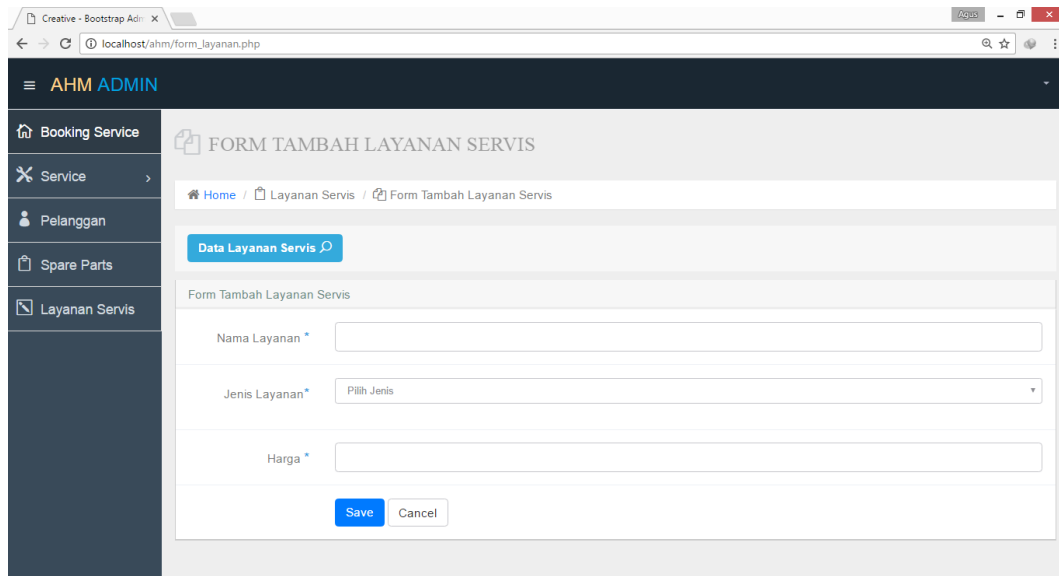 Creative - Bootstrap Adm
Agus
localhost/ahm/form_layanan.php
AHM ADMIN
Booking Service
Service
Pelanggan
Spare Parts
Layanan Servis
FORM TAMBAH LAYANAN SERVIS
Home / Layanan Servis / Form Tambah Layanan Servis
Data Layanan Servis
Form Tambah Layanan Servis
Nama Layanan *
Jenis Layanan*
Pilih Jenis
Harga *
Save Cancel